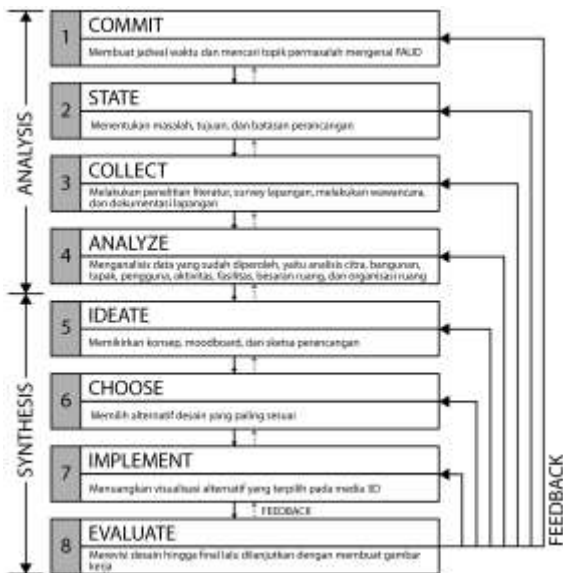 ANALYSIS
SYNTHESIS
1
COMMIT
Membuat jadwal waktu dan mencari topik permasalah mengenai PAUD
2
STATE
Menentukan masalah, tujuan, dan batasan perancangan
3
COLLECT
Melakukan penelitian literatur, survey lapangan, melakukan wawancara,
dan dokumentasi lapangan
4
ANALYZE
Menganalisis data yang sudah diperoleh, yaitu analisis citra, bangunan,
tapak, pengguna, aktivitas, fasilitas, besaran ruang, dan organisasi ruang
5
IDEATE
Memikirkan konsep, moodboard, dan sketsa perancangan
6
CHOOSE
Memilih alternatif desain yang paling sesuai
7
IMPLEMENT
Menuangkan visualisasi alternatif yang terpilih pada media 3D
FEEDBACK
8
EVALUATE
Merevisi desain hingga final lalu dilanjutkan dengan membuat gambar
kerja
FEEDBACK